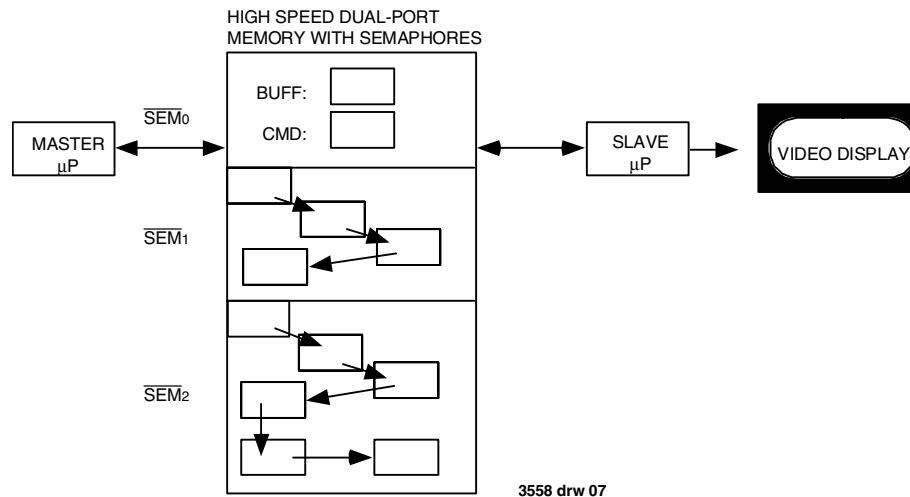 HIGH SPEED DUAL-PORT
MEMORY WITH SEMAPHORES
BUFF:
SEM0
CMD:
MASTER
µP
SLAVE
µP
VIDEO DISPLAY
SEM1
SEM2
3558 drw 07